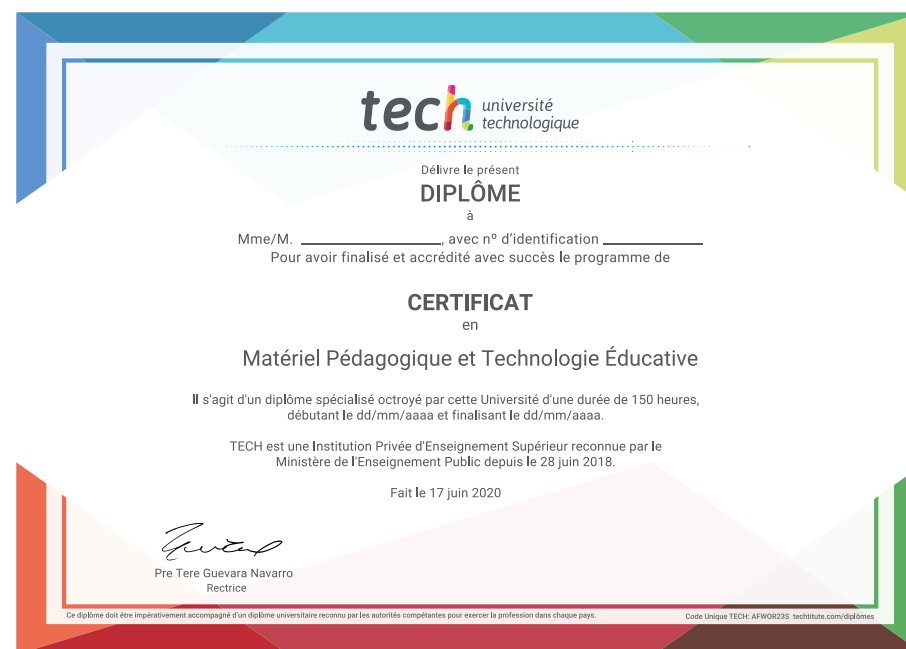 tech université
technologique
Délivre le présent
DIPLÔME
à
Mme/M. ____________________, avec nº d'identification ______________
Pour avoir finalisé et accrédité avec succès le programme de
CERTIFICAT
en
Matériel Pédagogique et Technologie Éducative
Il s'agit d'un diplôme spécialisé octroyé par cette Université d'une durée de 150 heures,
débutant le dd/mm/aaaa et finalisant le dd/mm/aaaa.
TECH est une Institution Privée d'Enseignement Supérieur reconnue par le
Ministère de l'Enseignement Public depuis le 28 juin 2018.
Fait le 17 juin 2020
Pre Tere Guevara Navarro
Rectrice
Ce diplôme doit être impérativement accompagné d'un diplôme universitaire reconnu par les autorités compétantes pour exercer la profession dans chaque pays.
Code Unique TECH: AFWOR23S techtitute.com/diplômes